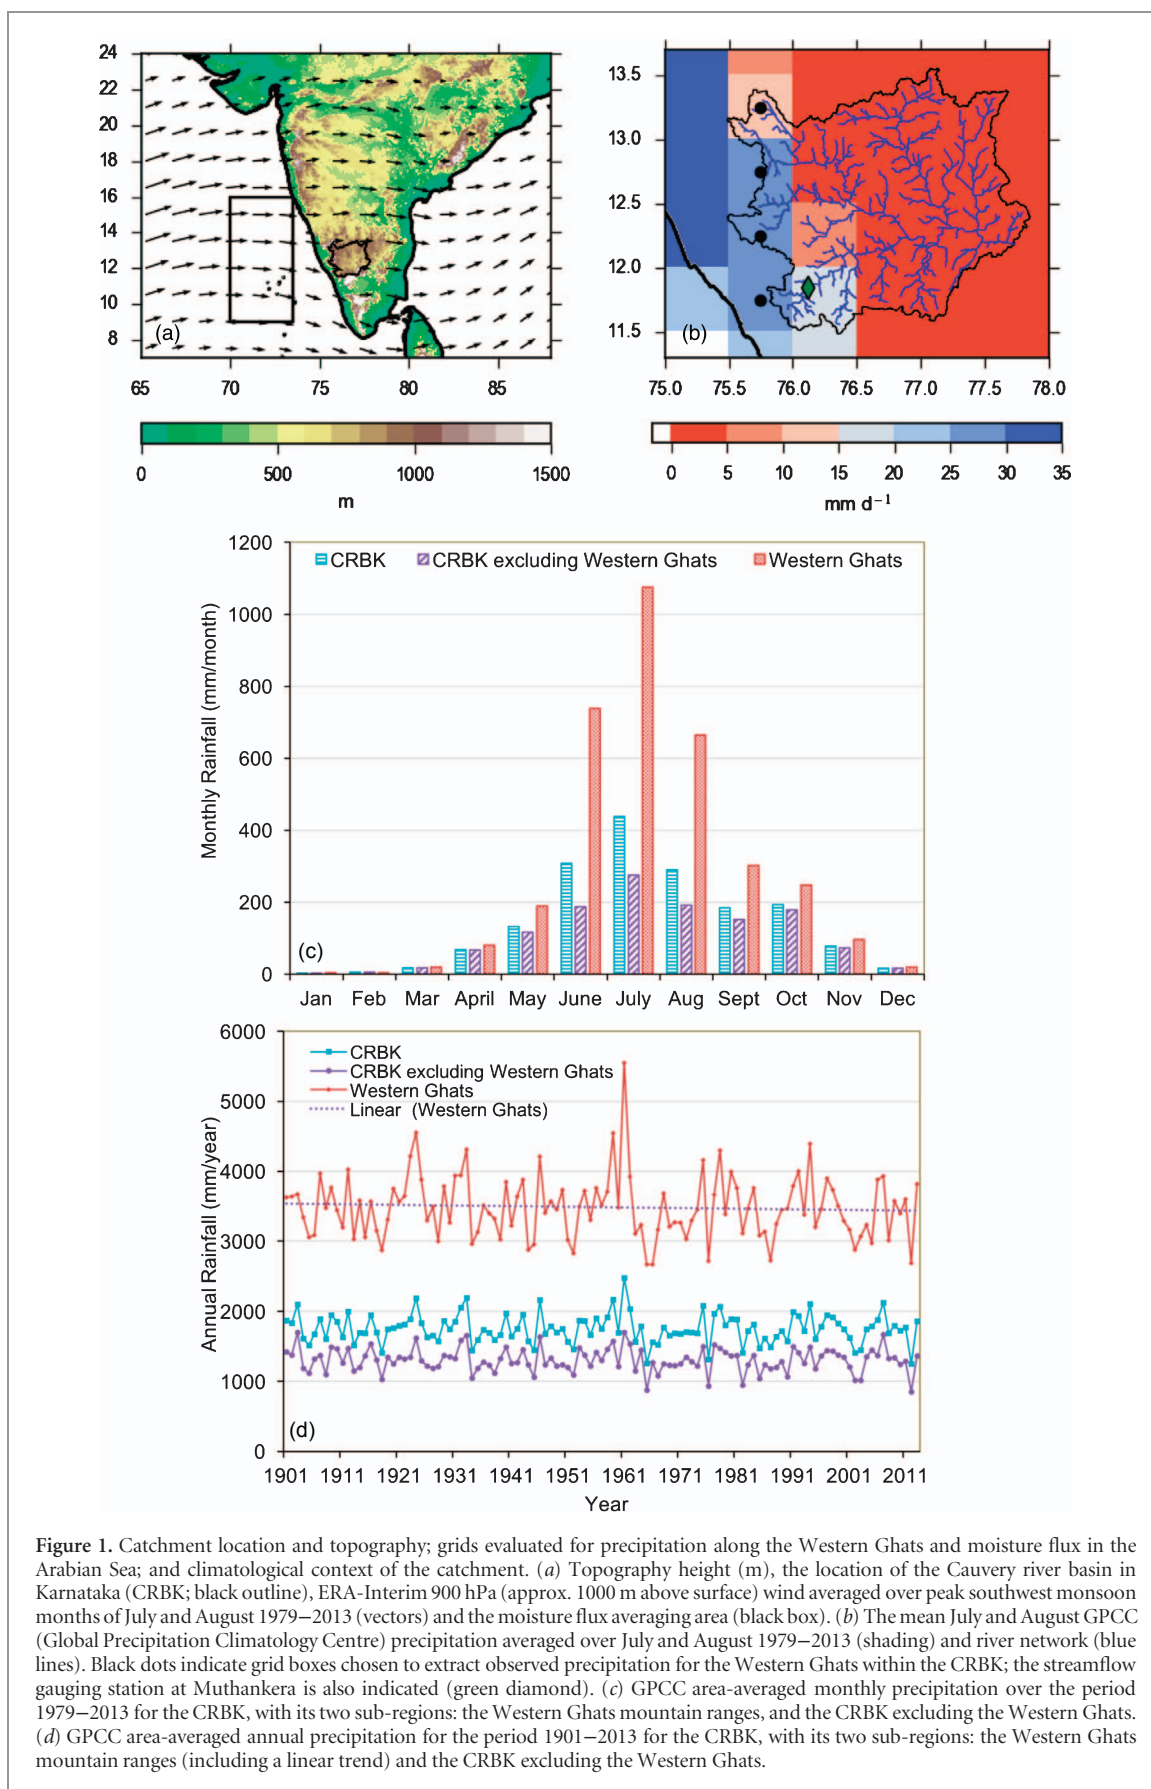 24
22
20
18
16
14
12
10
8
(a)
65 70 75 80 85
0 500 1000 1500
m
13.5
13.0
12.5
12.0
11.5
(b)
75.0 75.5 76.0 76.5 77.0 77.5 78.0
0 5 10 15 20 25 30 35
mm d−1
1200
1000
800
600
400
200
0
Monthly Rainfall (mm/month)
CRBK CRBK excluding Western Ghats Western Ghats
(c)
Jan Feb Mar April May June July Aug Sept Oct Nov Dec
6000
5000
4000
3000
2000
1000
0
Annual Rainfall (mm/year)
CRBK
CRBK excluding Western Ghats
Western Ghats
Linear (Western Ghats)
(d)
1901 1911 1921 1931 1941 1951 1961 1971 1981 1991 2001 2011
Year
Figure 1. Catchment location and topography; grids evaluated for precipitation along the Western Ghats and moisture flux in the
Arabian Sea; and climatological context of the catchment. (a) Topography height (m), the location of the Cauvery river basin in
Karnataka (CRBK; black outline), ERA-Interim 900 hPa (approx. 1000 m above surface) wind averaged over peak southwest monsoon
months of July and August 1979–2013 (vectors) and the moisture flux averaging area (black box). (b) The mean July and August GPCC
(Global Precipitation Climatology Centre) precipitation averaged over July and August 1979–2013 (shading) and river network (blue
lines). Black dots indicate grid boxes chosen to extract observed precipitation for the Western Ghats within the CRBK; the streamflow
gauging station at Muthankera is also indicated (green diamond). (c) GPCC area-averaged monthly precipitation over the period
1979–2013 for the CRBK, with its two sub-regions: the Western Ghats mountain ranges, and the CRBK excluding the Western Ghats.
(d) GPCC area-averaged annual precipitation for the period 1901–2013 for the CRBK, with its two sub-regions: the Western Ghats
mountain ranges (including a linear trend) and the CRBK excluding the Western Ghats.